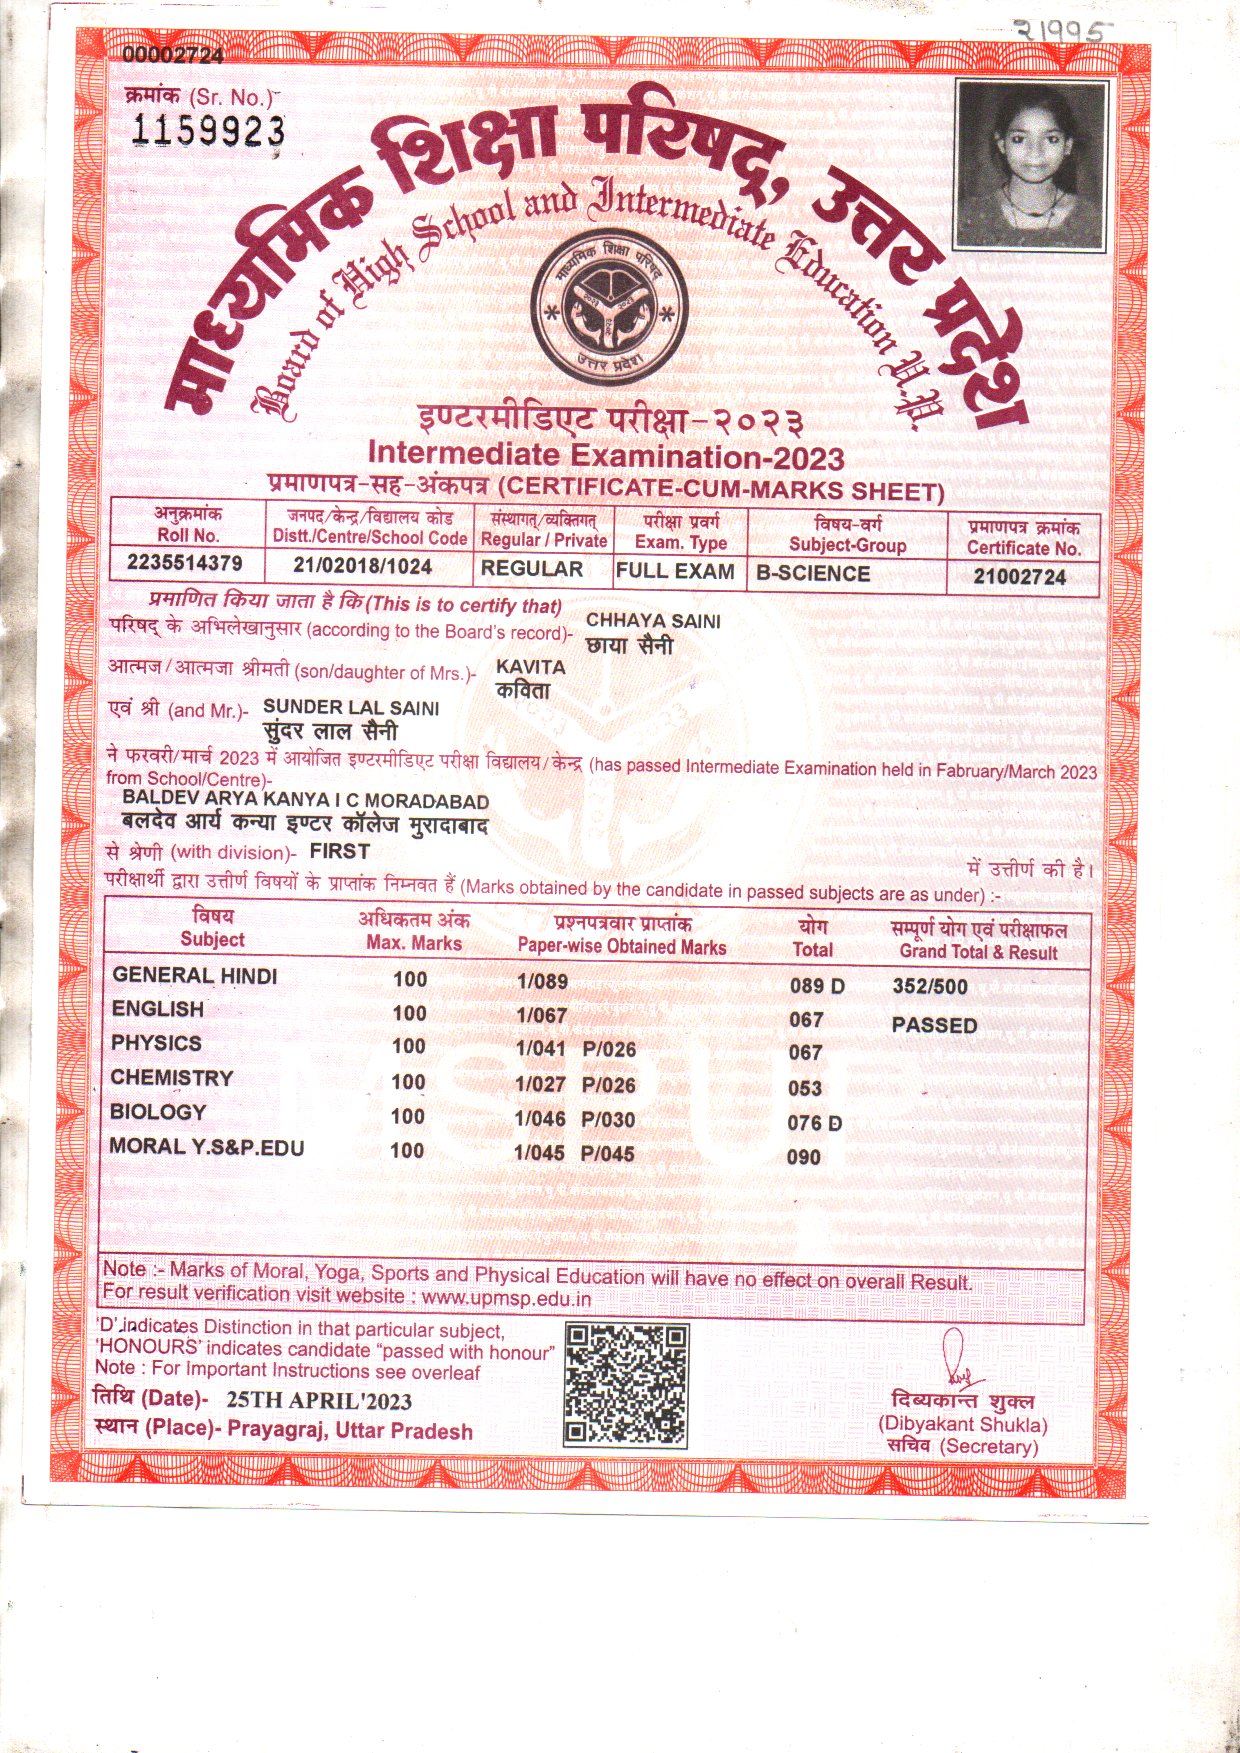 २1995
00002724
क्रमांक (Sr. No.)
1159923
माध्यमिक शिक्षा परिषद्, उत्तर प्रदेश
Board of High School and Intermediate Education U.P.
माध्यमिक शिक्षा परिषद्
उत्तर प्रदेश
इण्टरमीडिएट परीक्षा-२०२३
Intermediate Examination-2023
प्रमाणपत्र-सह-अंकपत्र (CERTIFICATE-CUM-MARKS SHEET)
अनुक्रमांक जनपद/केन्द्र/विद्यालय कोड संस्थागत्/व्यक्तिगत् परीक्षा प्रवर्ग विषय-वर्ग प्रमाणपत्र क्रमांक
Roll No. Distt./Centre/School Code Regular / Private Exam. Type Subject-Group Certificate No.
2235514379 21/02018/1024 REGULAR FULL EXAM B-SCIENCE 21002724
प्रमाणित किया जाता है कि (This is to certify that)
परिषद् के अभिलेखानुसार (according to the Board's record)- CHHAYA SAINI
छाया सैनी
आत्मज/आत्मजा श्रीमती (son/daughter of Mrs.)- KAVITA
कविता
एवं श्री (and Mr.)- SUNDER LAL SAINI
सुंदर लाल सैनी
ने फरवरी/मार्च 2023 में आयोजित इण्टरमीडिएट परीक्षा विद्यालय/केन्द्र (has passed Intermediate Examination held in Fabruary/March 2023
from School/Centre)-
BALDEV ARYA KANYA I C MORADABAD
बलदेव आर्य कन्या इण्टर कॉलेज मुरादाबाद
से श्रेणी (with division)- FIRST में उत्तीर्ण की है।
परीक्षार्थी द्वारा उत्तीर्ण विषयों के प्राप्तांक निम्नवत हैं (Marks obtained by the candidate in passed subjects are as under) :-
विषय अधिकतम अंक प्रश्नपत्रवार प्राप्तांक योग सम्पूर्ण योग एवं परीक्षाफल
Subject Max. Marks Paper-wise Obtained Marks Total Grand Total & Result
GENERAL HINDI 100 1/089 089 D 352/500
ENGLISH 100 1/067 067 PASSED
PHYSICS 100 1/041 P/026 067
CHEMISTRY 100 1/027 P/026 053
BIOLOGY 100 1/046 P/030 076 D
MORAL Y.S&P.EDU 100 1/045 P/045 090
Note :- Marks of Moral, Yoga, Sports and Physical Education will have no effect on overall Result.
For result verification visit website : www.upmsp.edu.in
'D' indicates Distinction in that particular subject,
'HONOURS' indicates candidate "passed with honour"
Note : For Important Instructions see overleaf
तिथि (Date)- 25TH APRIL'2023
स्थान (Place)- Prayagraj, Uttar Pradesh
दिब्यकान्त शुक्ल
(Dibyakant Shukla)
सचिव (Secretary)